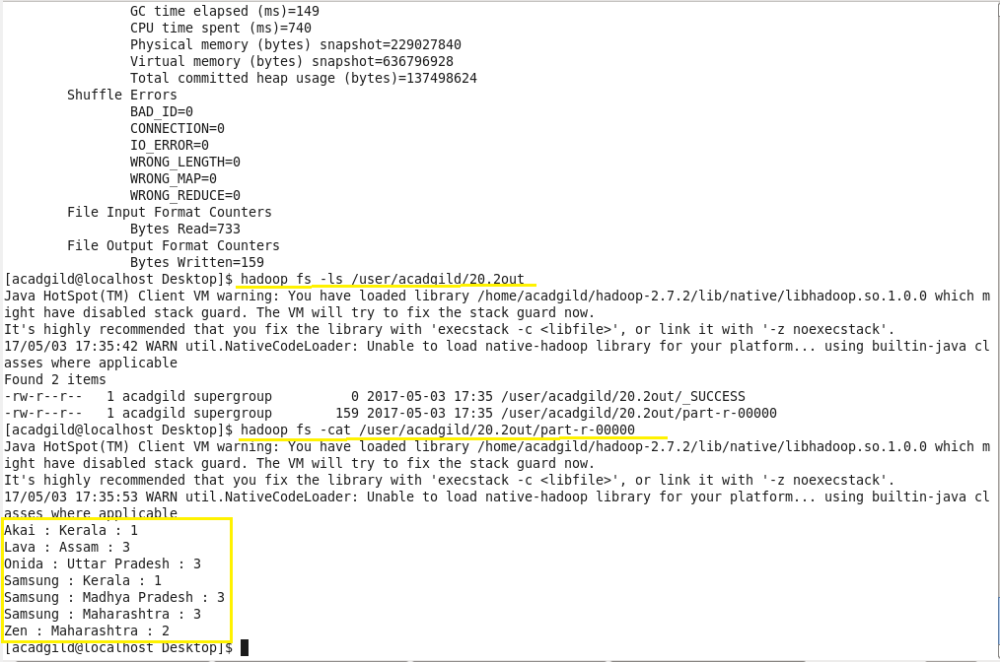 GC time elapsed (ms)=149
CPU time spent (ms)=740
Physical memory (bytes) snapshot=229027840
Virtual memory (bytes) snapshot=636796928
Total committed heap usage (bytes)=137498624
Shuffle Errors
BAD_ID=0
CONNECTION=0
IO_ERROR=0
WRONG_LENGTH=0
WRONG_MAP=0
WRONG_REDUCE=0
File Input Format Counters
Bytes Read=733
File Output Format Counters
Bytes Written=159
[acadgild@localhost Desktop]$ hadoop fs -ls /user/acadgild/20.2out
Java HotSpot(TM) Client VM warning: You have loaded library /home/acadgild/hadoop-2.7.2/lib/native/libhadoop.so.1.0.0 which m
ight have disabled stack guard. The VM will try to fix the stack guard now.
It's highly recommended that you fix the library with 'execstack -c <libfile>', or link it with '-z noexecstack'.
17/05/03 17:35:42 WARN util.NativeCodeLoader: Unable to load native-hadoop library for your platform... using builtin-java cl
asses where applicable
Found 2 items
-rw-r--r--   1 acadgild supergroup          0 2017-05-03 17:35 /user/acadgild/20.2out/_SUCCESS
-rw-r--r--   1 acadgild supergroup        159 2017-05-03 17:35 /user/acadgild/20.2out/part-r-00000
[acadgild@localhost Desktop]$ hadoop fs -cat /user/acadgild/20.2out/part-r-00000
Java HotSpot(TM) Client VM warning: You have loaded library /home/acadgild/hadoop-2.7.2/lib/native/libhadoop.so.1.0.0 which m
ight have disabled stack guard. The VM will try to fix the stack guard now.
It's highly recommended that you fix the library with 'execstack -c <libfile>', or link it with '-z noexecstack'.
17/05/03 17:35:53 WARN util.NativeCodeLoader: Unable to load native-hadoop library for your platform... using builtin-java cl
asses where applicable
Akai : Kerala : 1
Lava : Assam : 3
Onida : Uttar Pradesh : 3
Samsung : Kerala : 1
Samsung : Madhya Pradesh : 3
Samsung : Maharashtra : 3
Zen : Maharashtra : 2
[acadgild@localhost Desktop]$